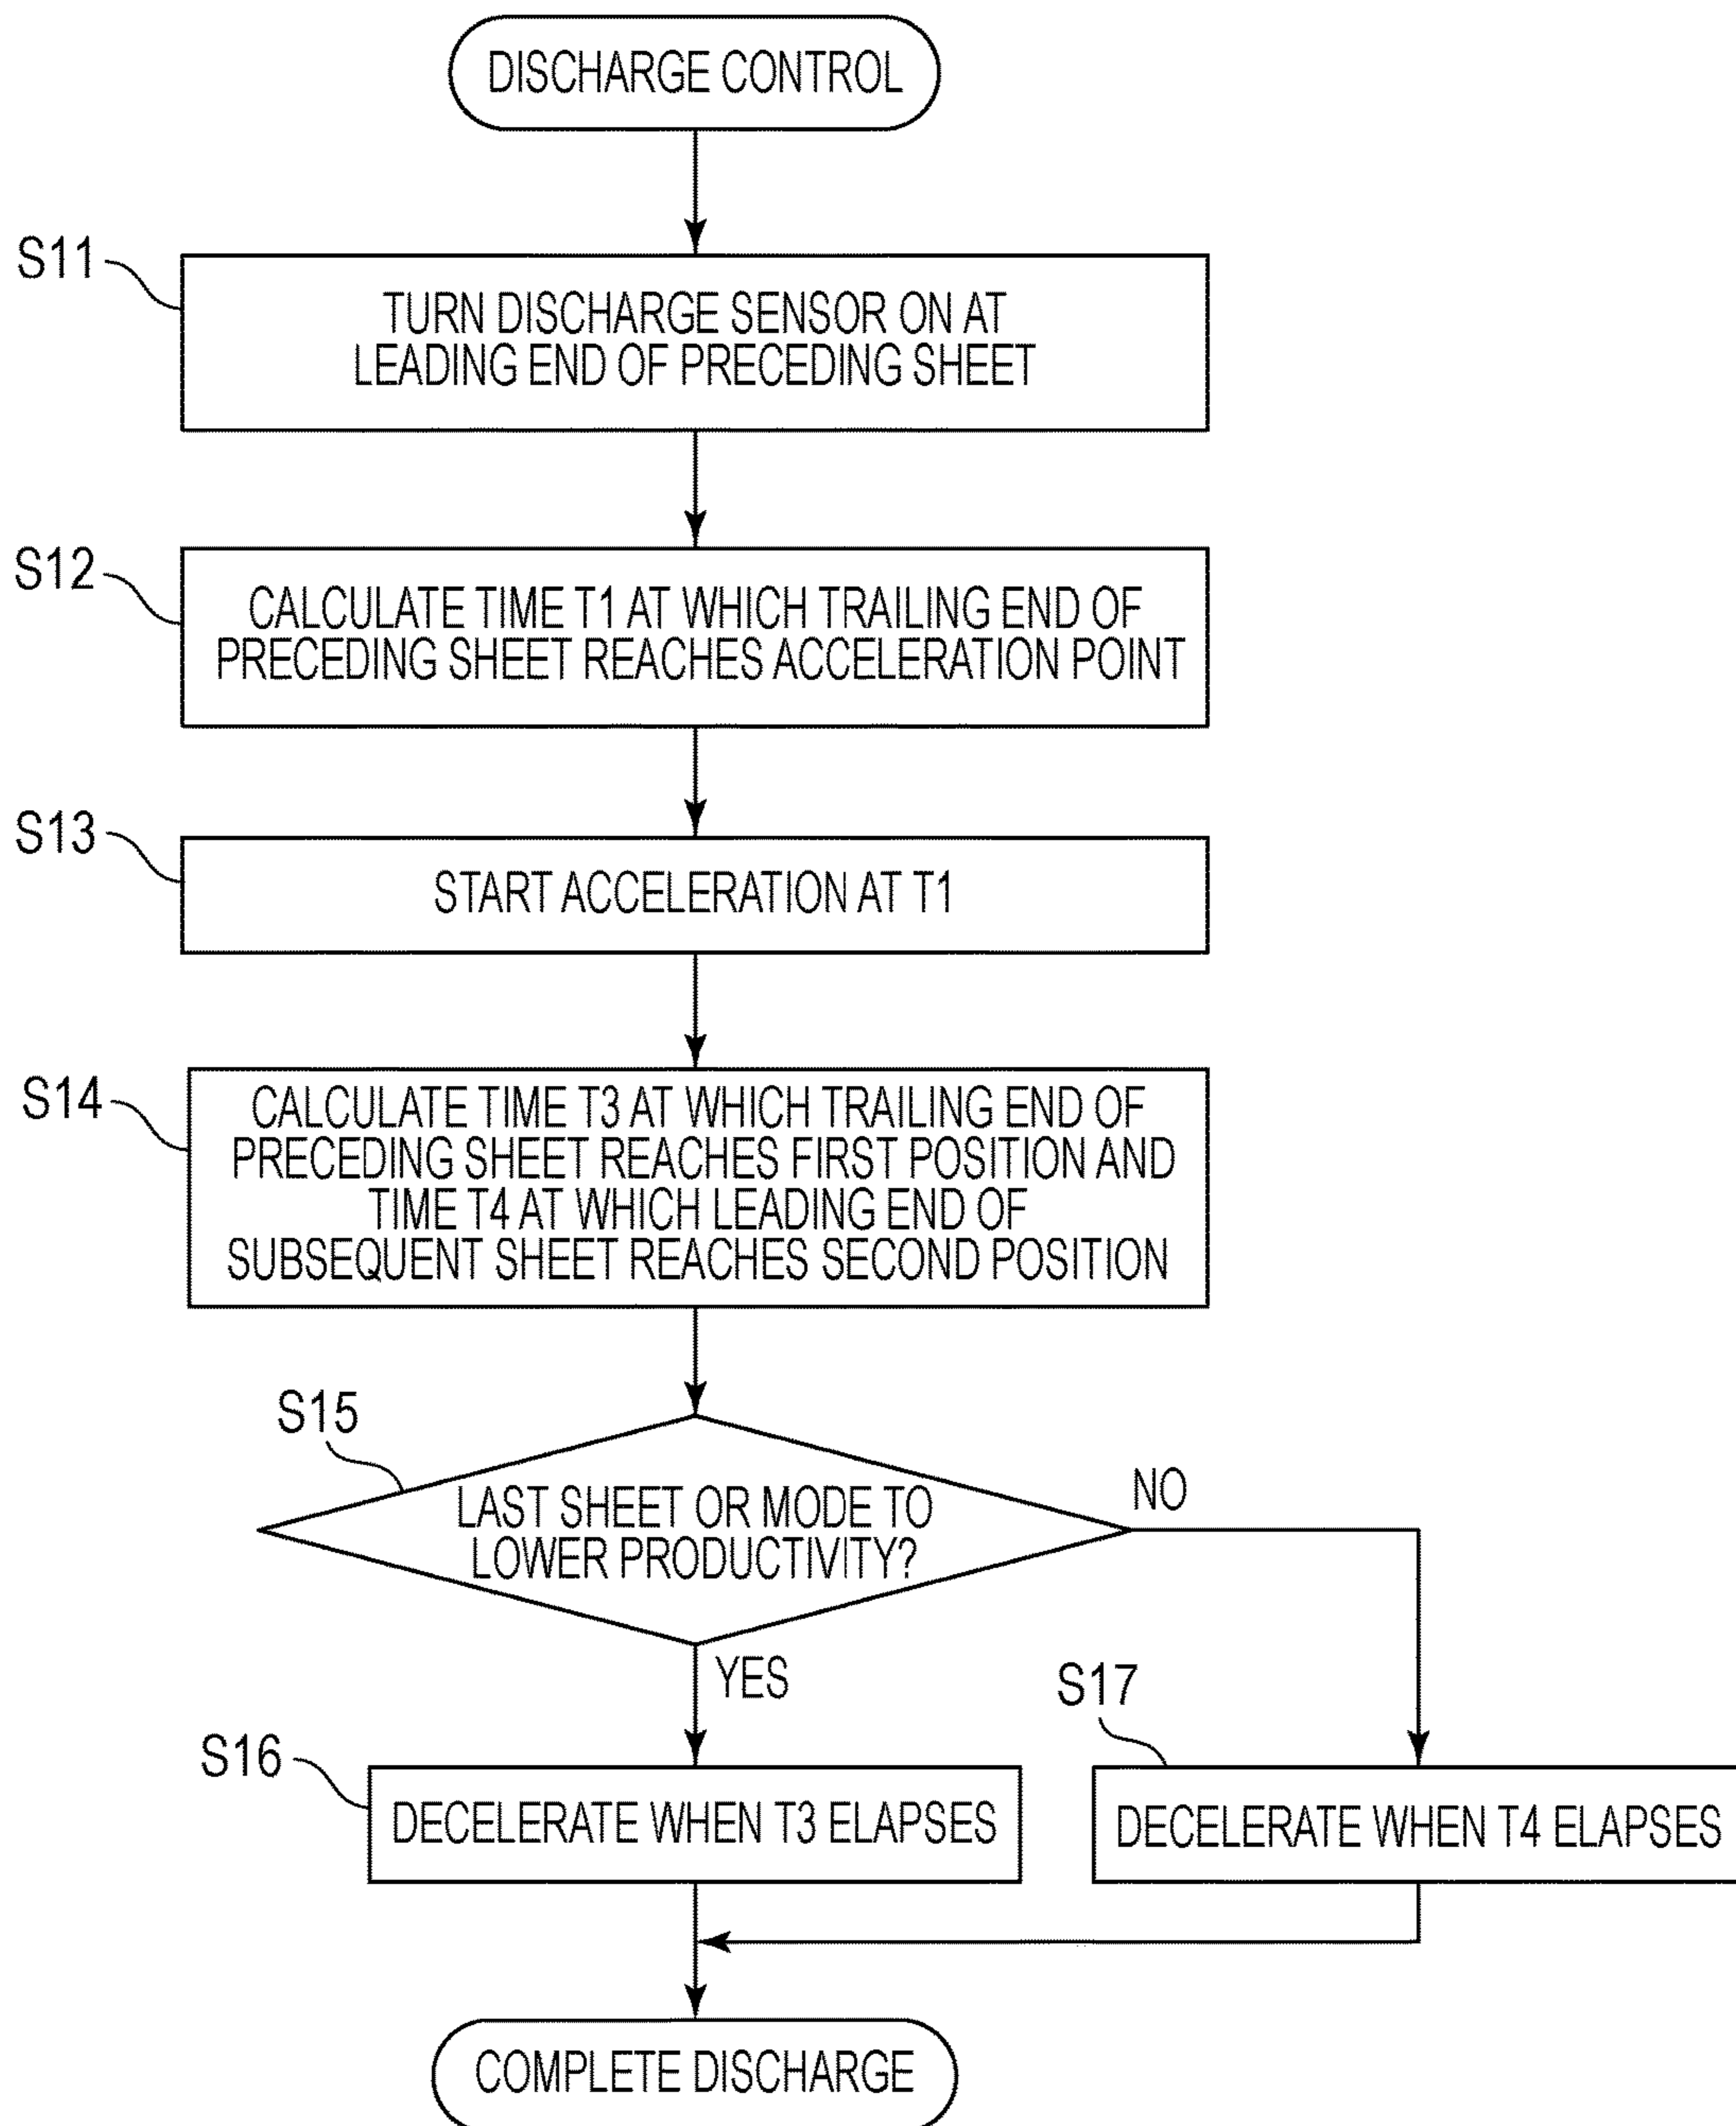 DISCHARGE CONTROL
S11
TURN DISCHARGE SENSOR ON AT
LEADING END OF PRECEDING SHEET
S12
CALCULATE TIME T1 AT WHICH TRAILING END OF
PRECEDING SHEET REACHES ACCELERATION POINT
S13
START ACCELERATION AT T1
S14
CALCULATE TIME T3 AT WHICH TRAILING END OF
PRECEDING SHEET REACHES FIRST POSITION AND
TIME T4 AT WHICH LEADING END OF
SUBSEQUENT SHEET REACHES SECOND POSITION
S15
LAST SHEET OR MODE TO
LOWER PRODUCTIVITY?
NO
YES
S16
DECELERATE WHEN T3 ELAPSES
S17
DECELERATE WHEN T4 ELAPSES
COMPLETE DISCHARGE